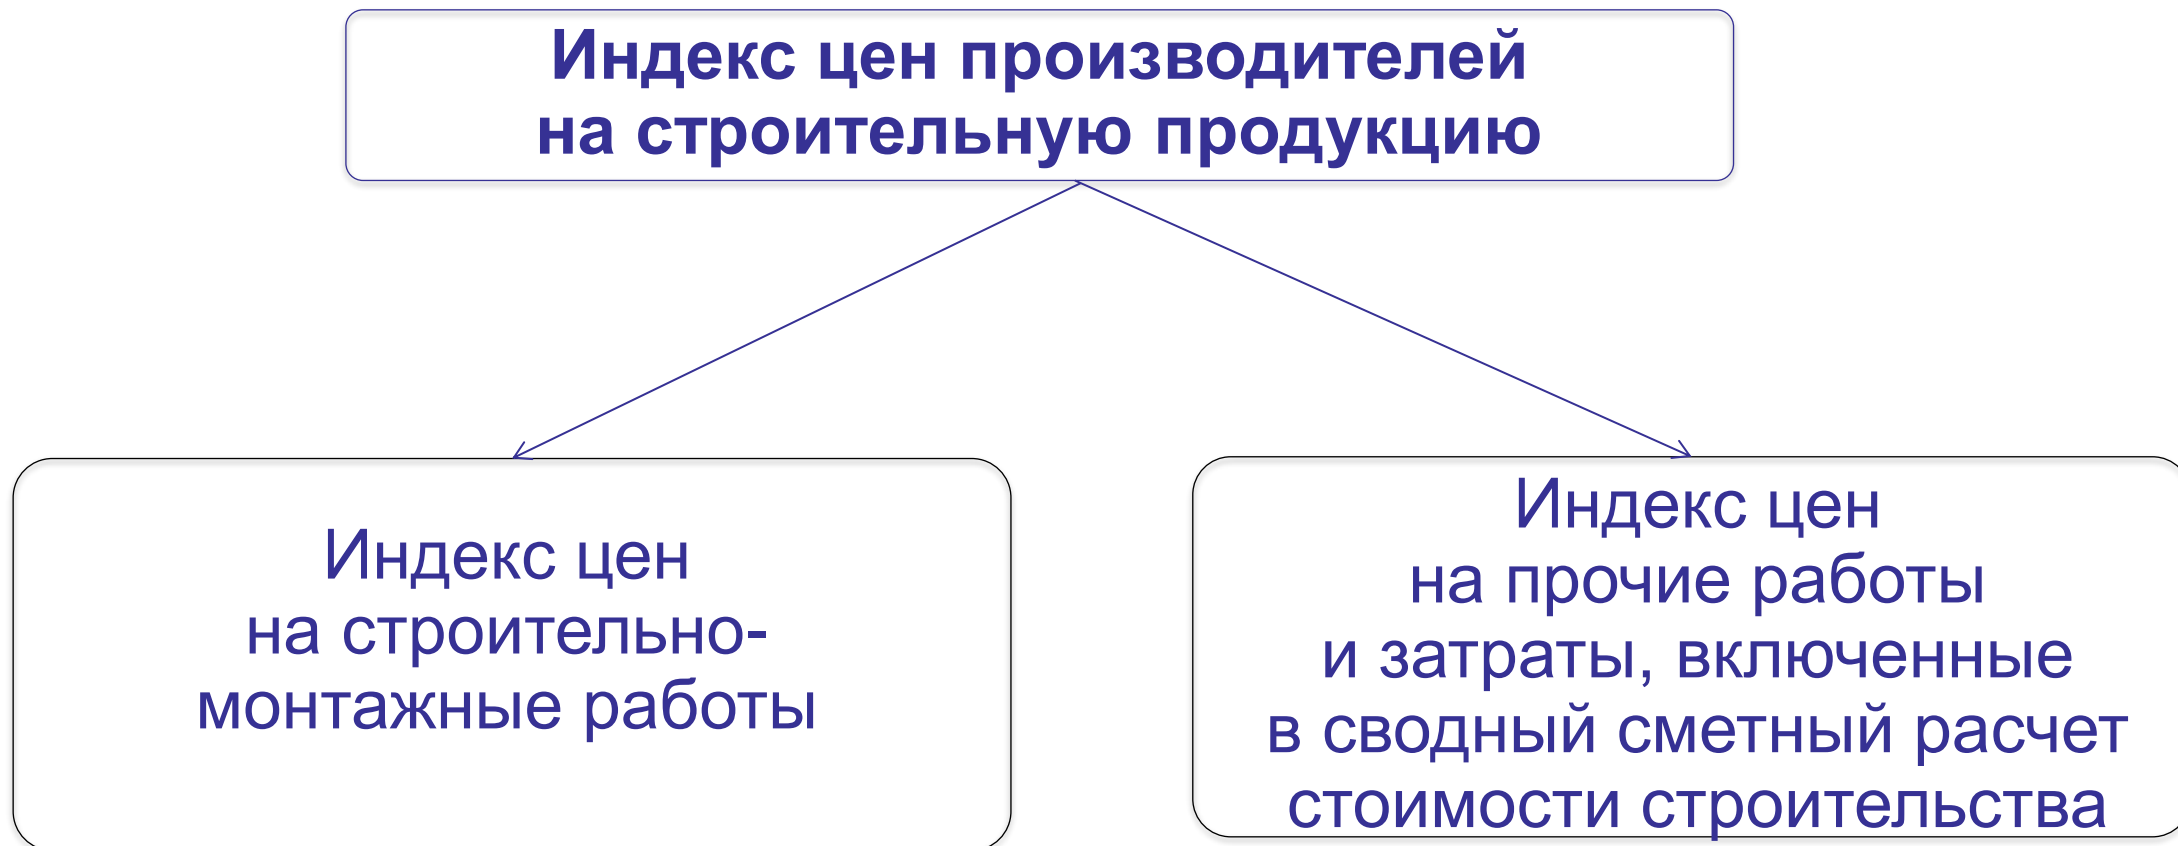 Индекс цен производителей
на строительную продукцию
Индекс цен
на строительно-
монтажные работы
Индекс цен
на прочие работы
и затраты, включенные
в сводный сметный расчет
стоимости строительства